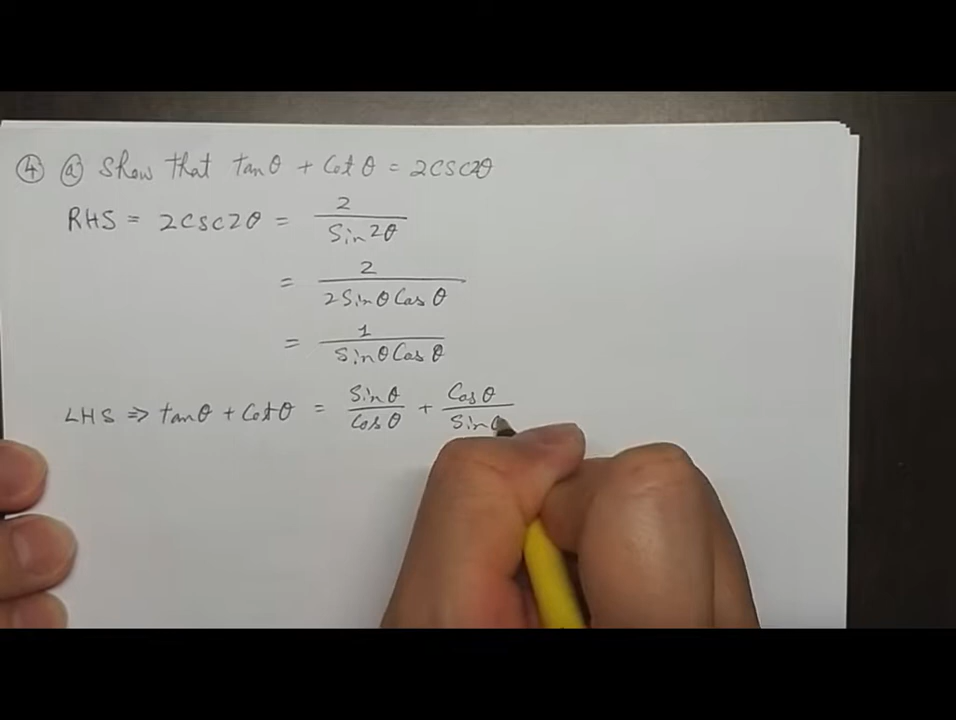 ④ ⓐ Show that tanθ + Cotθ = 2CSC2θ
RHS = 2CSC2θ = 2 / Sin2θ
= 2 / 2SinθCosθ
= 1 / SinθCosθ
LHS ⇒ tanθ + Cotθ = Sinθ / Cosθ + Cosθ / Sinθ